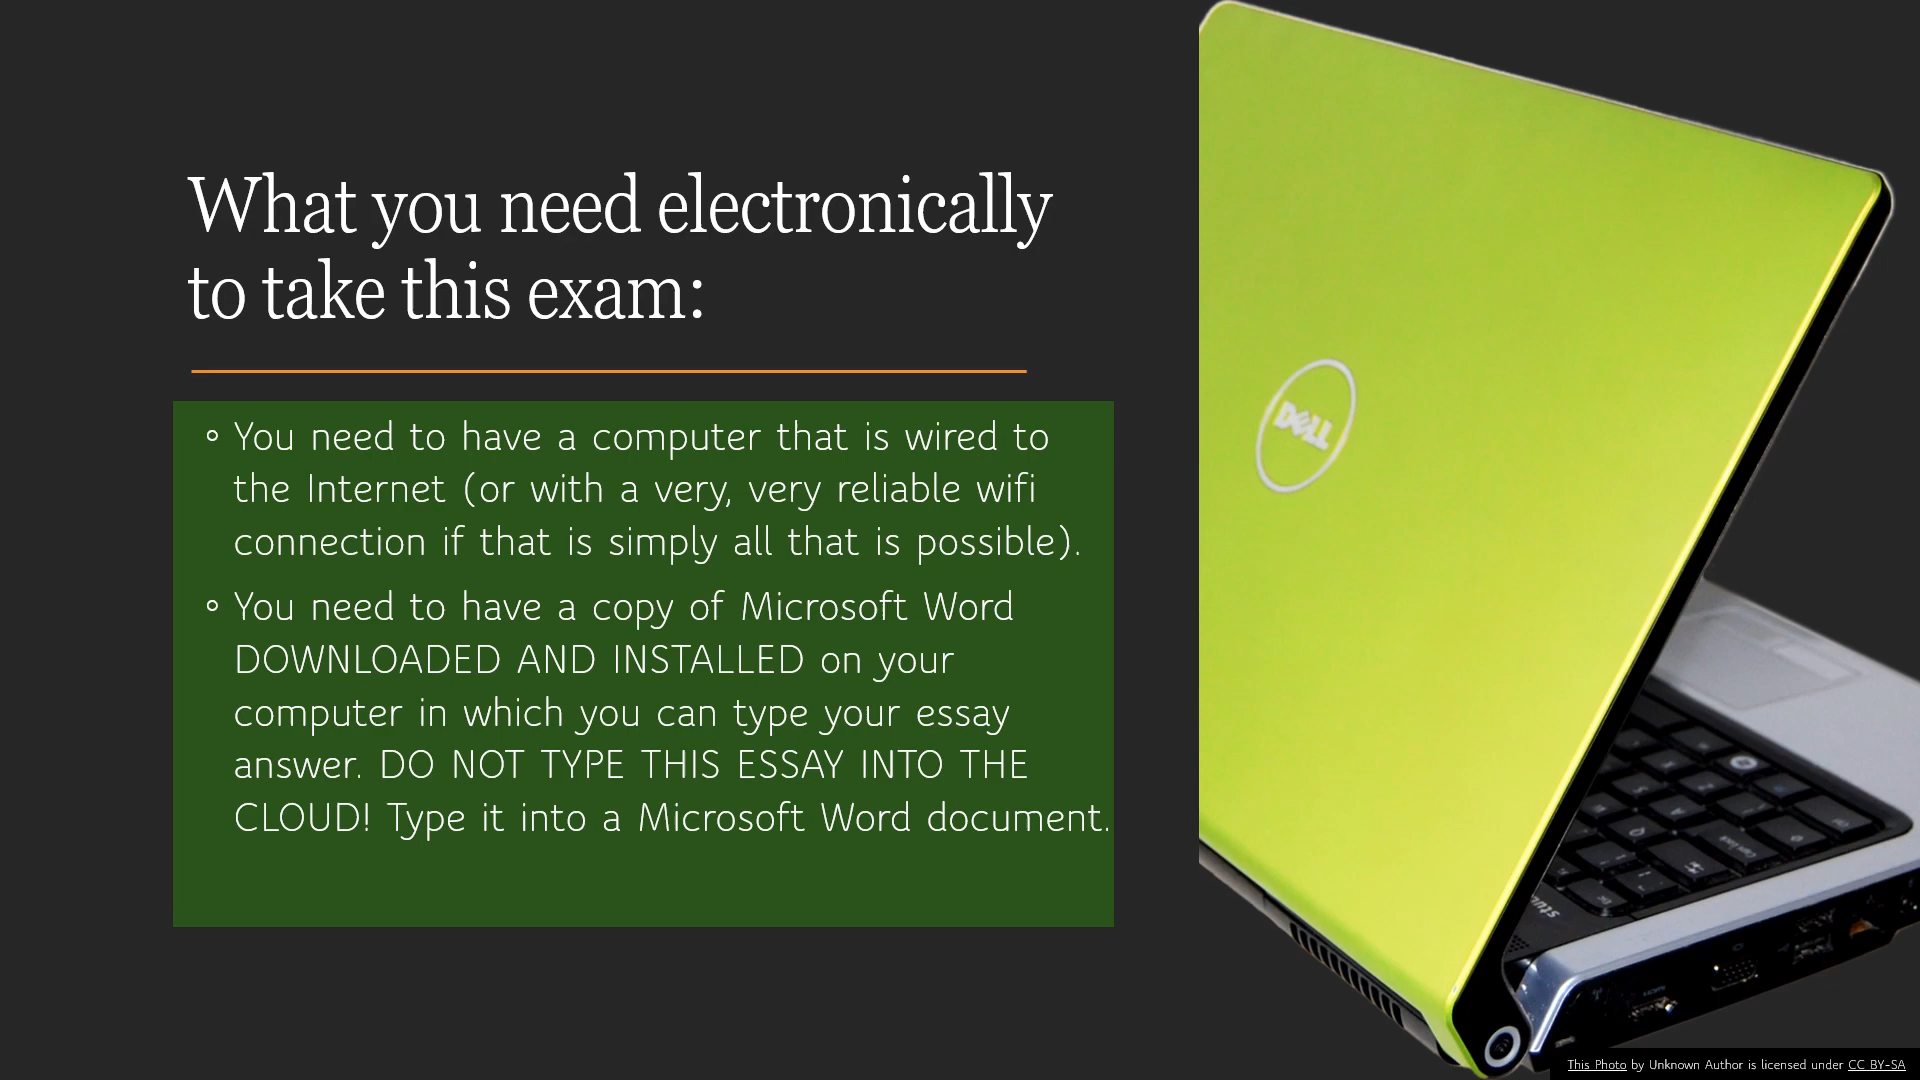 What you need electronically
to take this exam:
◦ You need to have a computer that is wired to
the Internet (or with a very, very reliable wifi
connection if that is simply all that is possible).
◦ You need to have a copy of Microsoft Word
DOWNLOADED AND INSTALLED on your
computer in which you can type your essay
answer. DO NOT TYPE THIS ESSAY INTO THE
CLOUD! Type it into a Microsoft Word document.
DELL
This Photo by Unknown Author is licensed under CC BY-SA